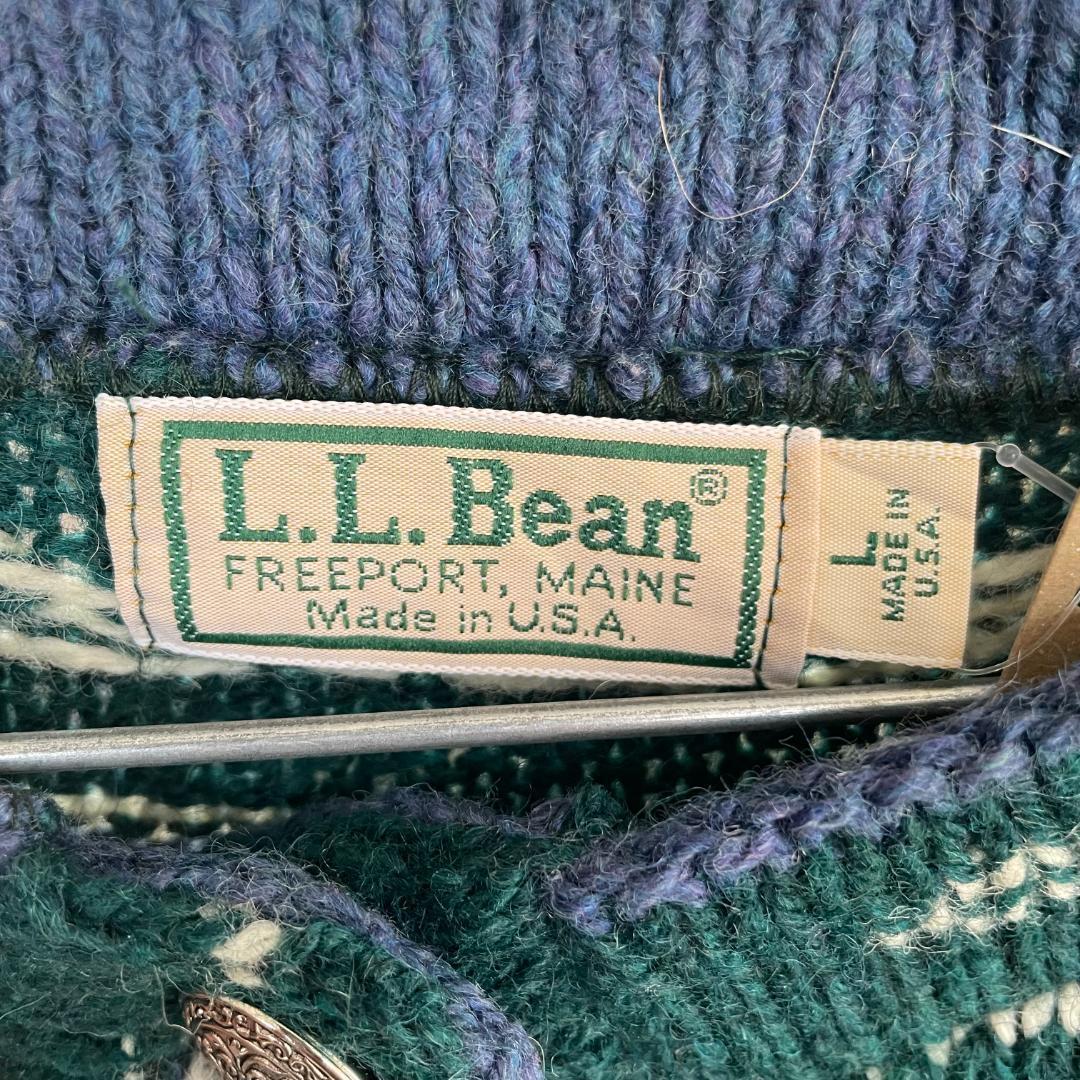 L.L.Bean®
FREEPORT, MAINE
Made in U.S.A.
L
MADE IN
U.S.A.